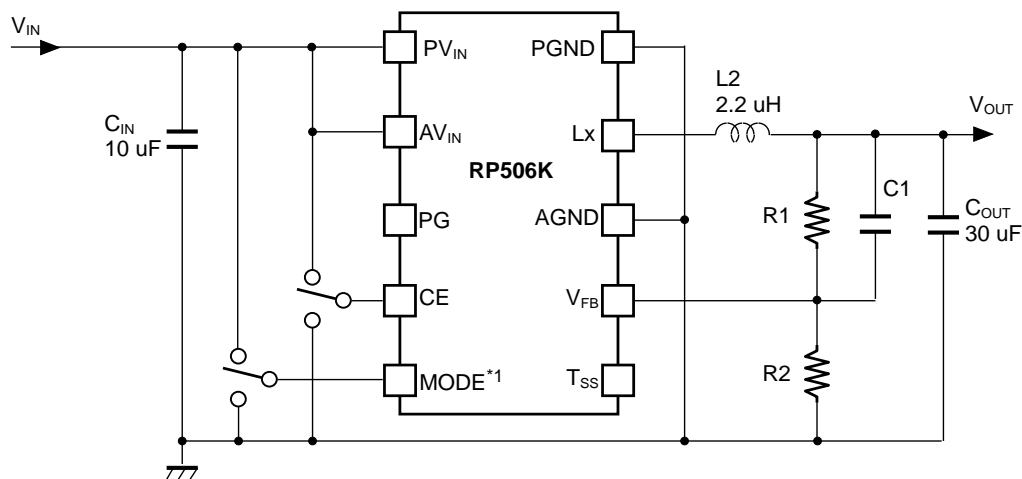 VIN
PVIN
PGND
L2
2.2 uH
VOUT
CIN
10 uF
AVIN
Lx
RP506K
C1
R1
COUT
30 uF
PG
AGND
CE
VFB
MODE*1
TSS
R2